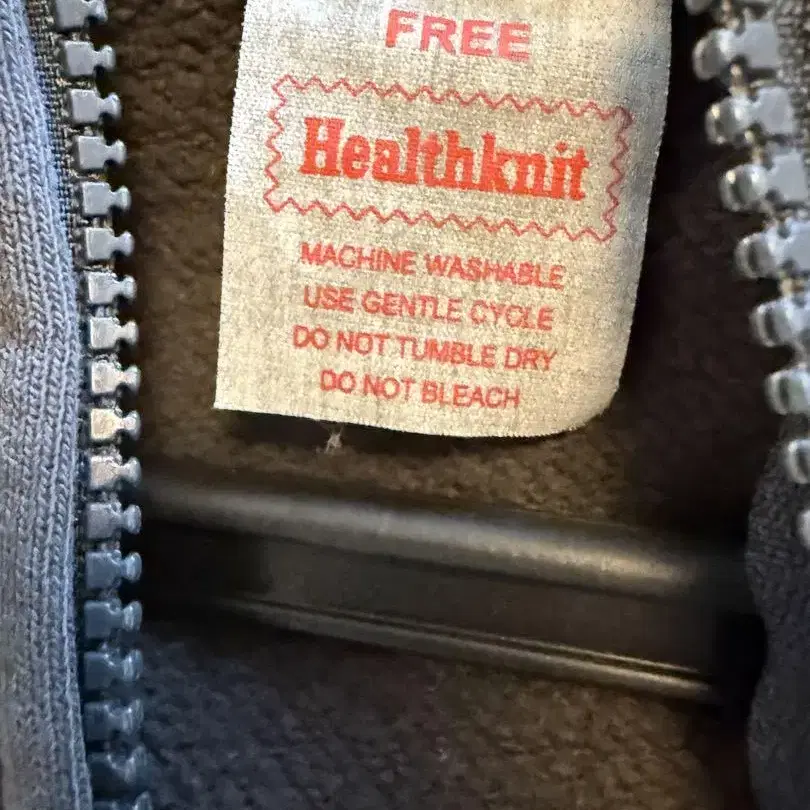 FREE
Healthknit
MACHINE WASHABLE
USE GENTLE CYCLE
DO NOT TUMBLE DRY
DO NOT BLEACH